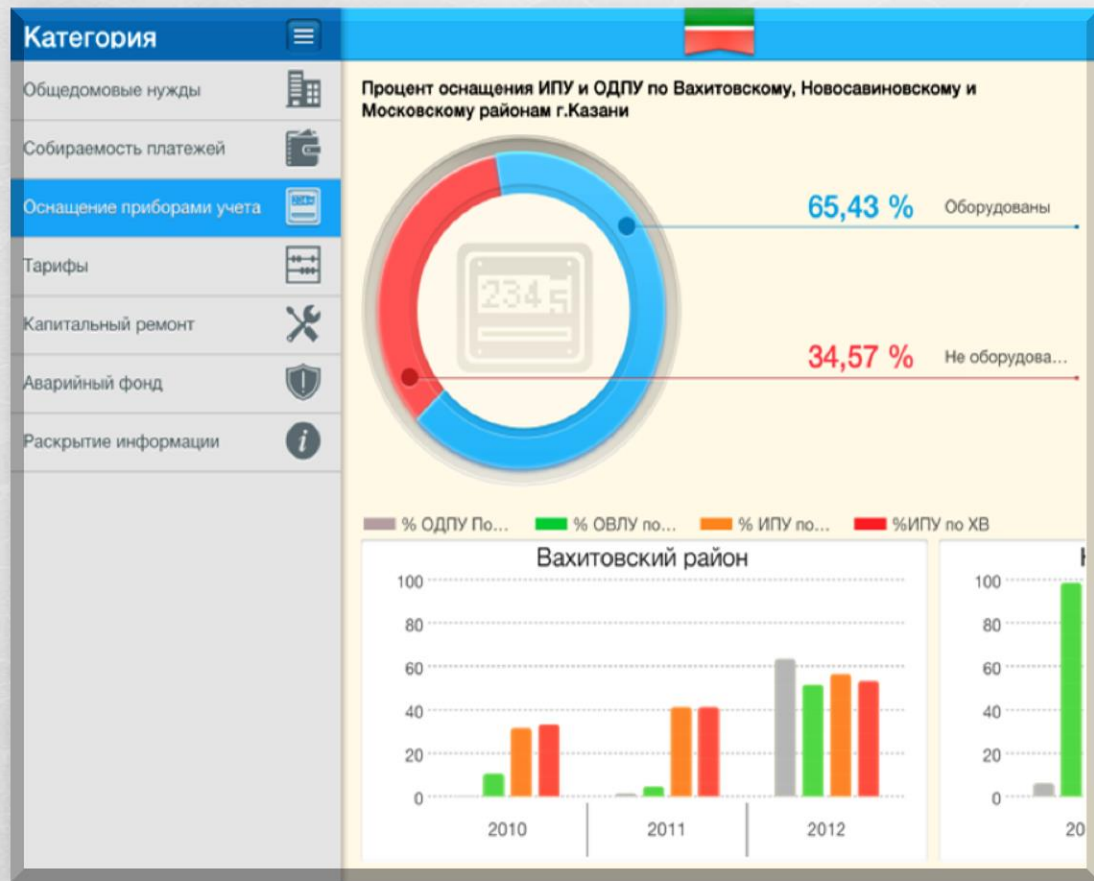 Категория
Общедомовые нужды
Собираемость платежей
Оснащение приборами учета
Тарифы
Капитальный ремонт
Аварийный фонд
Раскрытие информации
Процент оснащения ИПУ и ОДПУ по Вахитовскому, Новосавиновскому и
Московскому районам г.Казани
65,43 % Оборудованы
34,57 % Не оборудова...
% ОДПУ По... % ОВЛУ по... % ИПУ по... %ИПУ по ХВ
Вахитовский район
100
80
60
40
20
0
2010 2011 2012
100
80
60
40
20
0
20